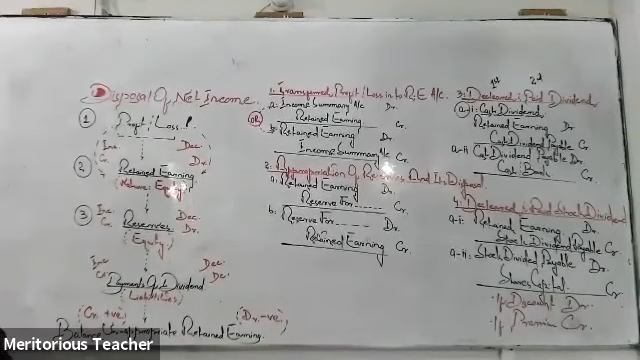 Disposal Of Net Income.
① Profit / Loss
Inc. Cr. Dec. Dr.
② Retained Earning
(Nature: Equity)
③ Reserves
Inc. Cr. Dec. Dr.
(Equity)
Payments Of Dividend
Inc. Cr. Dec.
(Liabilities)
(Cr. +ve) (Dr. -ve)
Balance Unappropriate Retained Earning.
1. Transferred Profit / Loss into R.E A/c.
a. Income Summary A/c Dr.
Retained Earning Cr.
OR
b. Retained Earning Dr.
Income Summary Cr.
2. Appropriation Of Reserves And Its Disposal
a. Retained Earning Dr.
Reserve For ------ Cr.
b. Reserve For ------ Dr.
Retained Earning Cr.
1st 2nd
3. Declared & Paid Dividend
a-i: Cash Dividend
Retained Earning Dr.
Cash Dividend Payable Cr.
a-ii Cash Dividend Payable Dr.
Cash/Bank Cr.
4. Declared & Paid Stock Dividend
a-i: Retained Earning Dr.
Stock Dividend Payable Cr
a-ii: Stock Divided Payable Dr.
Shares Capital. Cr
If Discount Dr.
If Premium Cr.
Meritorious Teacher